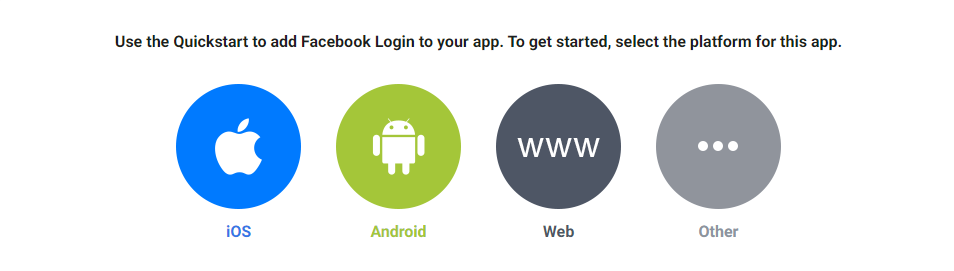 Use the Quickstart to add Facebook Login to your app. To get started, select the platform for this app.
www
iOS
Android
Web
Other